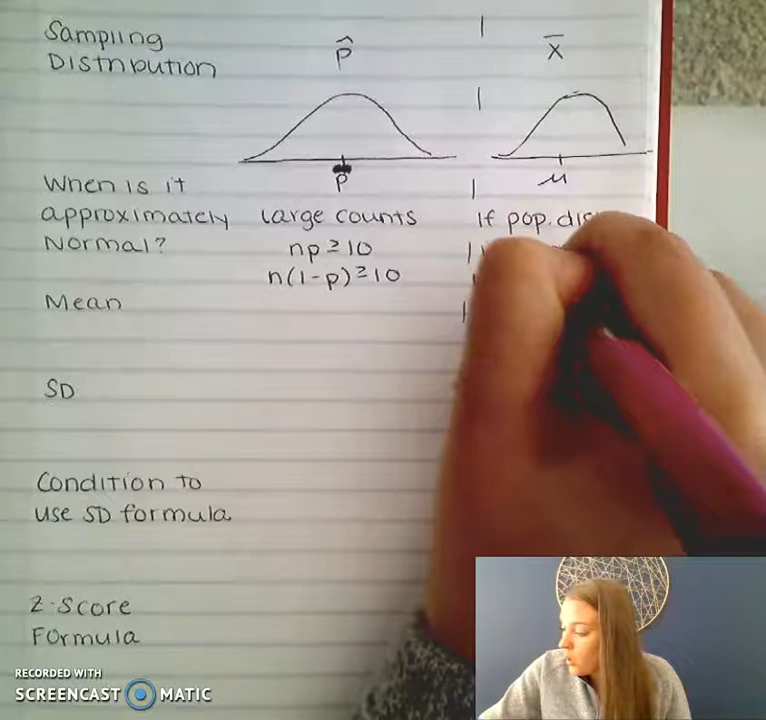 Sampling
Distribution
p̂
x̄
p
μ
When is it
approximately
Normal?
large counts
np ≥ 10
n(1-p) ≥ 10
If pop. dis
Mean
SD
Condition to
use SD formula
Z-Score
Formula
RECORDED WITH
SCREENCAST MATIC